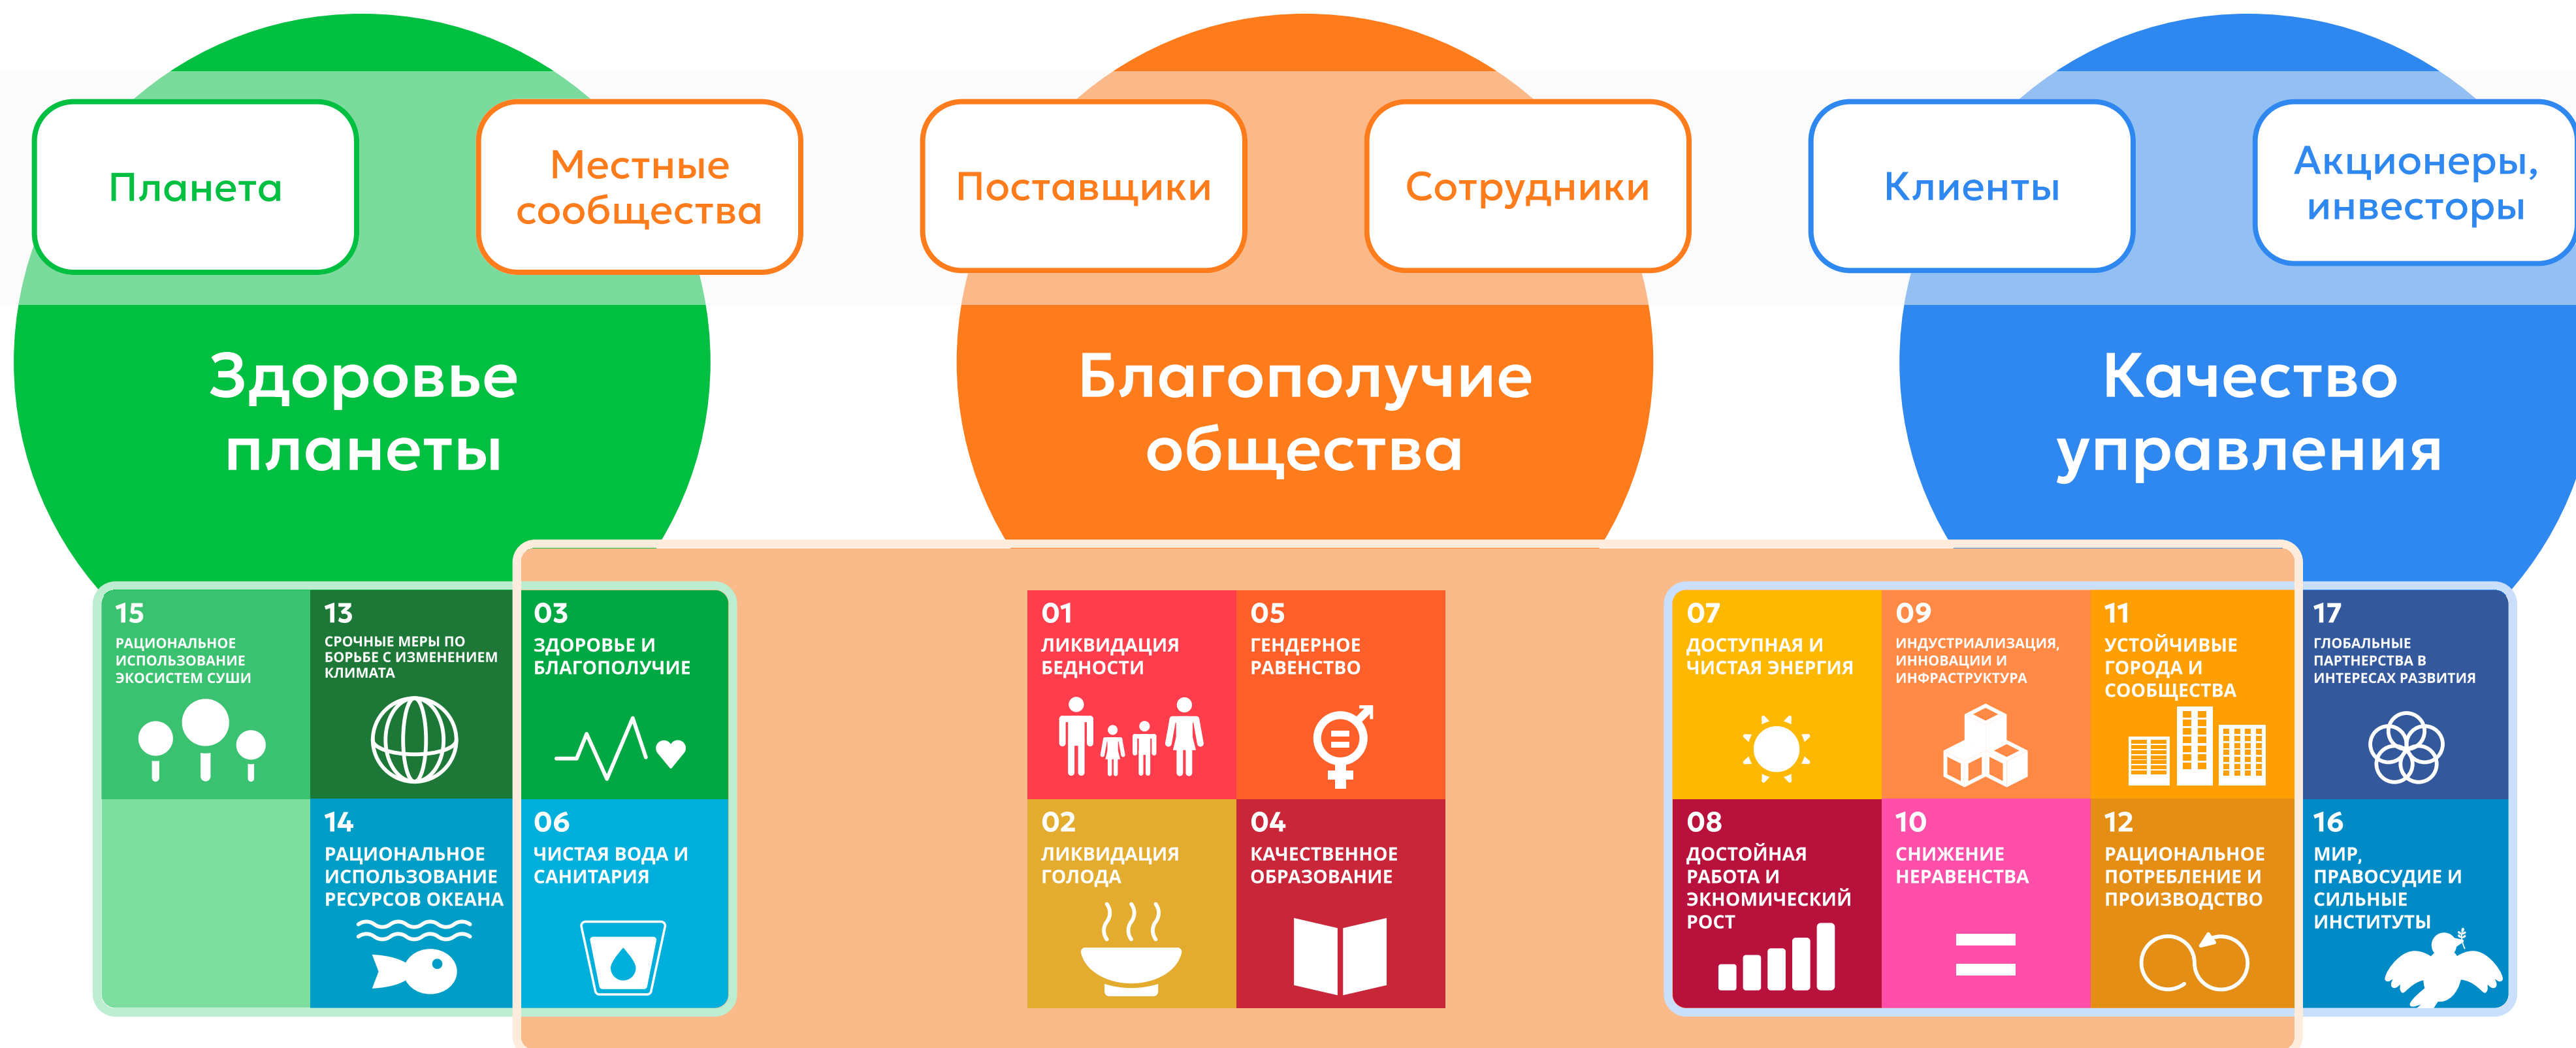 Планета
Местные
сообщества
Поставщики
Сотрудники
Клиенты
Акционеры,
инвесторы
Здоровье
планеты
Благополучие
общества
Качество
управления
15
РАЦИОНАЛЬНОЕ
ИСПОЛЬЗОВАНИЕ
ЭКОСИСТЕМ СУШИ
13
СРОЧНЫЕ МЕРЫ ПО
БОРЬБЕ С ИЗМЕНЕНИЕМ
КЛИМАТА
03
ЗДОРОВЬЕ И
БЛАГОПОЛУЧИЕ
14
РАЦИОНАЛЬНОЕ
ИСПОЛЬЗОВАНИЕ
РЕСУРСОВ ОКЕАНА
06
ЧИСТАЯ ВОДА И
САНИТАРИЯ
01
ЛИКВИДАЦИЯ
БЕДНОСТИ
05
ГЕНДЕРНОЕ
РАВЕНСТВО
02
ЛИКВИДАЦИЯ
ГОЛОДА
04
КАЧЕСТВЕННОЕ
ОБРАЗОВАНИЕ
07
ДОСТУПНАЯ И
ЧИСТАЯ ЭНЕРГИЯ
09
ИНДУСТРИАЛИЗАЦИЯ,
ИННОВАЦИИ И
ИНФРАСТРУКТУРА
11
УСТОЙЧИВЫЕ
ГОРОДА И
СООБЩЕСТВА
17
ГЛОБАЛЬНЫЕ
ПАРТНЕРСТВА В
ИНТЕРЕСАХ РАЗВИТИЯ
08
ДОСТОЙНАЯ
РАБОТА И
ЭКНОМИЧЕСКИЙ
РОСТ
10
СНИЖЕНИЕ
НЕРАВЕНСТВА
12
РАЦИОНАЛЬНОЕ
ПОТРЕБЛЕНИЕ И
ПРОИЗВОДСТВО
16
МИР,
ПРАВОСУДИЕ И
СИЛЬНЫЕ
ИНСТИТУТЫ